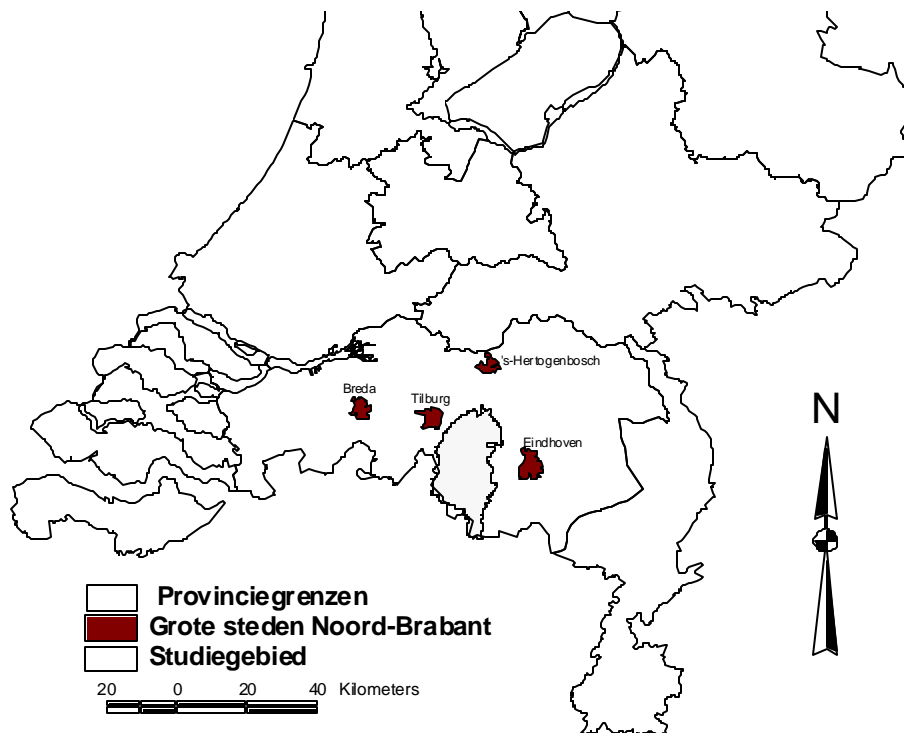 's-Hertogenbosch
Breda
Tilburg
N
Eindhoven
Provinciegrenzen
Grote steden Noord-Brabant
Studiegebied
20 0 20 40 Kilometers